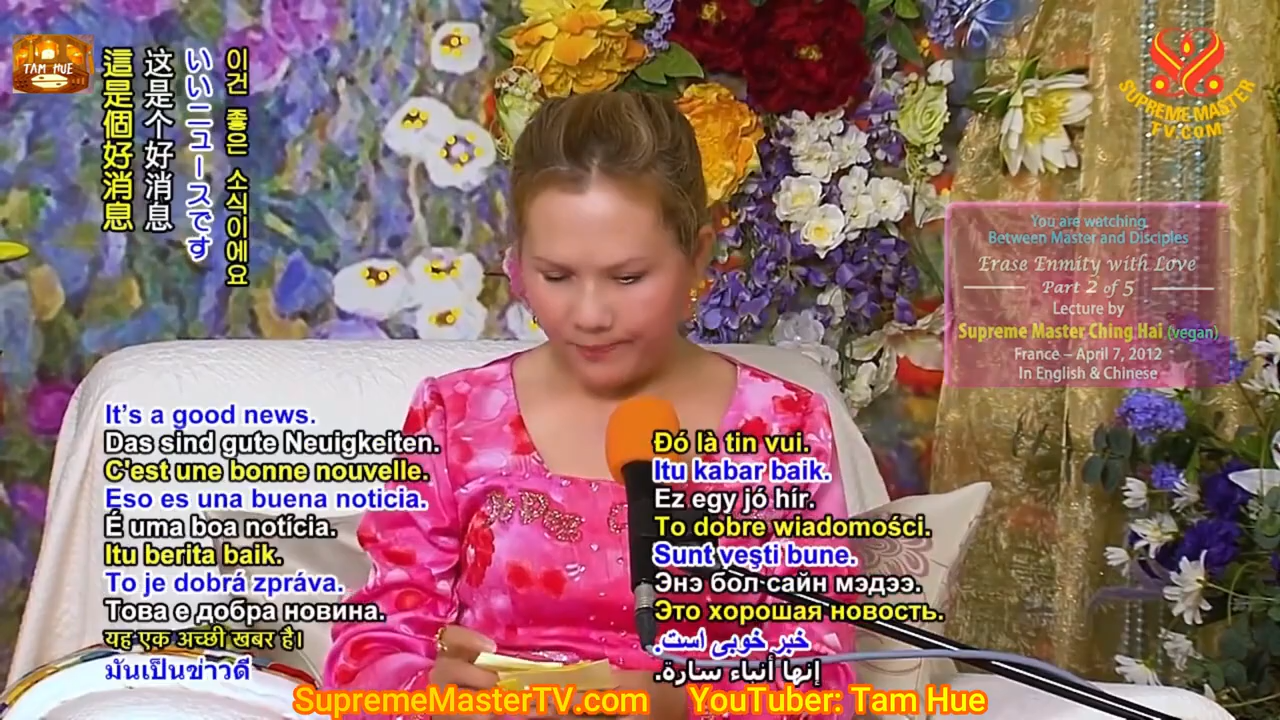 TAM HUE
這是個好消息
这是个好消息
いいニュースです
이건 좋은 소식이에요
SUPREME MASTER
TV.COM
You are watching
Between Master and Disciples
Erase Enmity with Love
Part 2 of 5
Lecture by
Supreme Master Ching Hai (vegan)
France – April 7, 2012
In English & Chinese
It's a good news.
Das sind gute Neuigkeiten.
C'est une bonne nouvelle.
Eso es una buena noticia.
É uma boa notícia.
Itu berita baik.
To je dobrá zpráva.
Това е добра новина.
यह एक अच्छी खबर है।
มันเป็นข่าวดี
Đó là tin vui.
Itu kabar baik.
Ez egy jó hír.
To dobre wiadomości.
Sunt veşti bune.
Энэ бол сайн мэдээ.
Это хорошая новость.
خبر خوبی است.
إنها أنباء سارة.
SupremeMasterTV.com YouTuber: Tam Hue